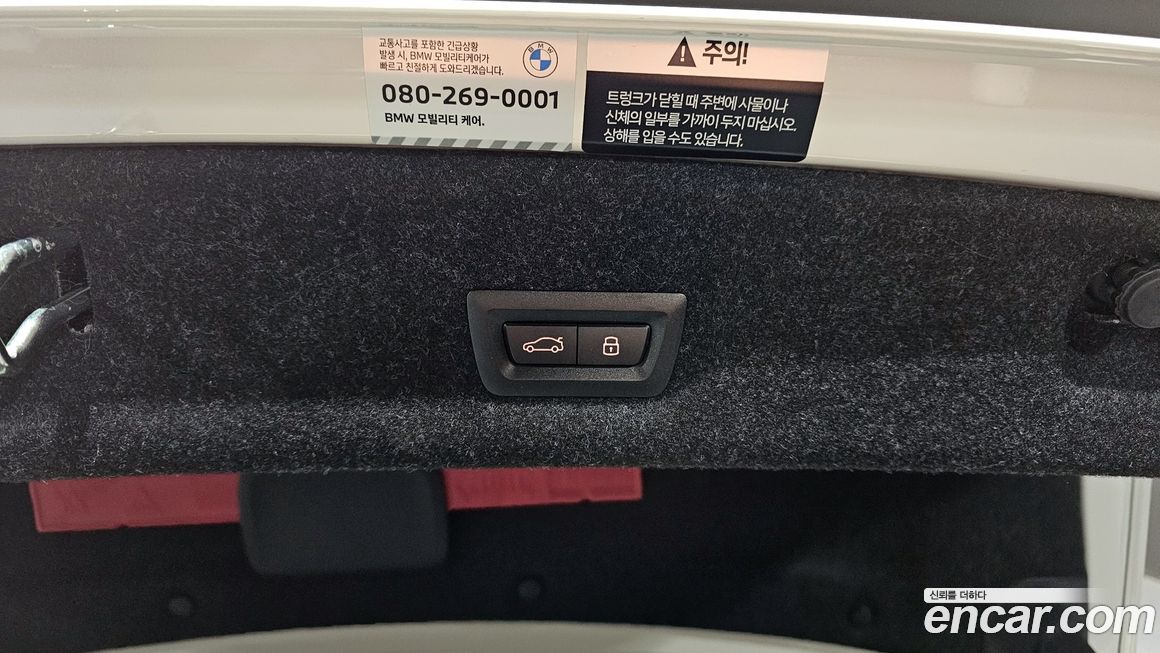 교통사고를 포함한 긴급상황
발생 시, BMW 모빌리티케어가
빠르고 친절하게 도와드리겠습니다.
BMW
080-269-0001
BMW 모빌리티 케어.
주의!
트렁크가 닫힐 때 주변에 사물이나
신체의 일부를 가까이 두지 마십시오.
상해를 입을 수도 있습니다.
신뢰를 더하다
encar.com